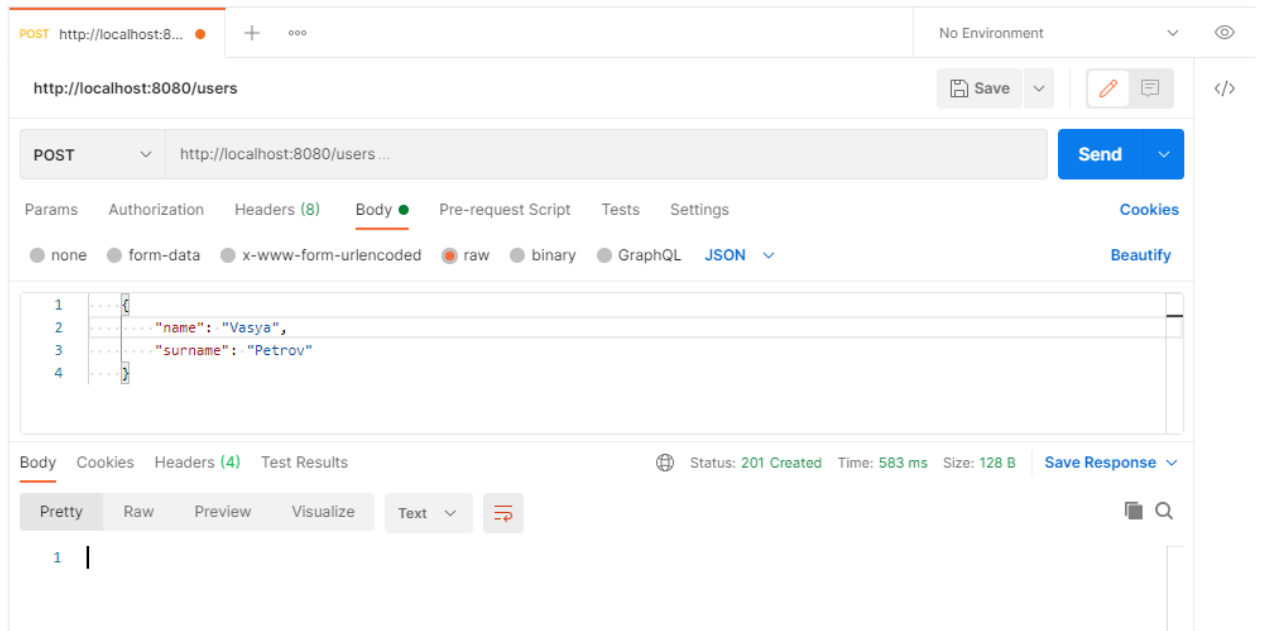 POST http://localhost:8... No Environment
http://localhost:8080/users Save </>
POST http://localhost:8080/users ... Send
Params Authorization Headers (8) Body Pre-request Script Tests Settings Cookies
none form-data x-www-form-urlencoded raw binary GraphQL JSON Beautify
1 {
2 "name": "Vasya",
3 "surname": "Petrov"
4 }
Body Cookies Headers (4) Test Results Status: 201 Created Time: 583 ms Size: 128 B Save Response
Pretty Raw Preview Visualize Text
1